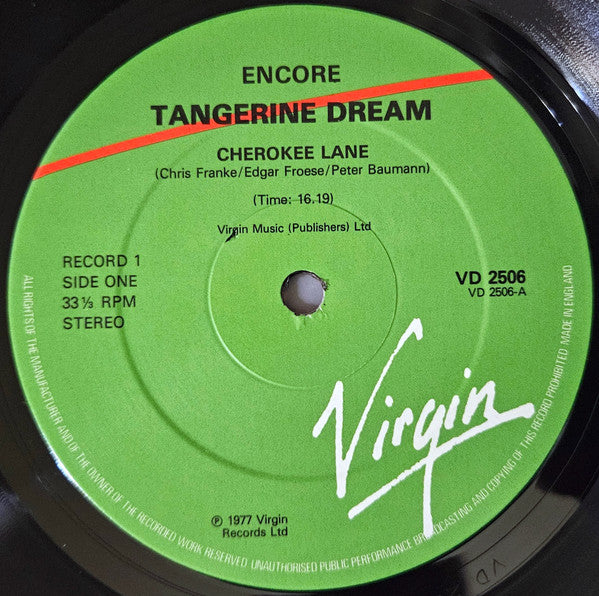 ENCORE
TANGERINE DREAM
CHEROKEE LANE
(Chris Franke/Edgar Froese/Peter Baumann)
(Time: 16.19)
Virgin Music (Publishers) Ltd
RECORD 1
SIDE ONE
33⅓ RPM
STEREO
VD 2506
VD 2506-A
Virgin
℗ 1977 Virgin
Records Ltd
ALL RIGHTS OF THE MANUFACTURER AND OF THE OWNER OF THE RECORDED WORK RESERVED UNAUTHORISED PUBLIC PERFORMANCE BROADCASTING AND COPYING OF THIS RECORD PROHIBITED MADE IN ENGLAND
VD